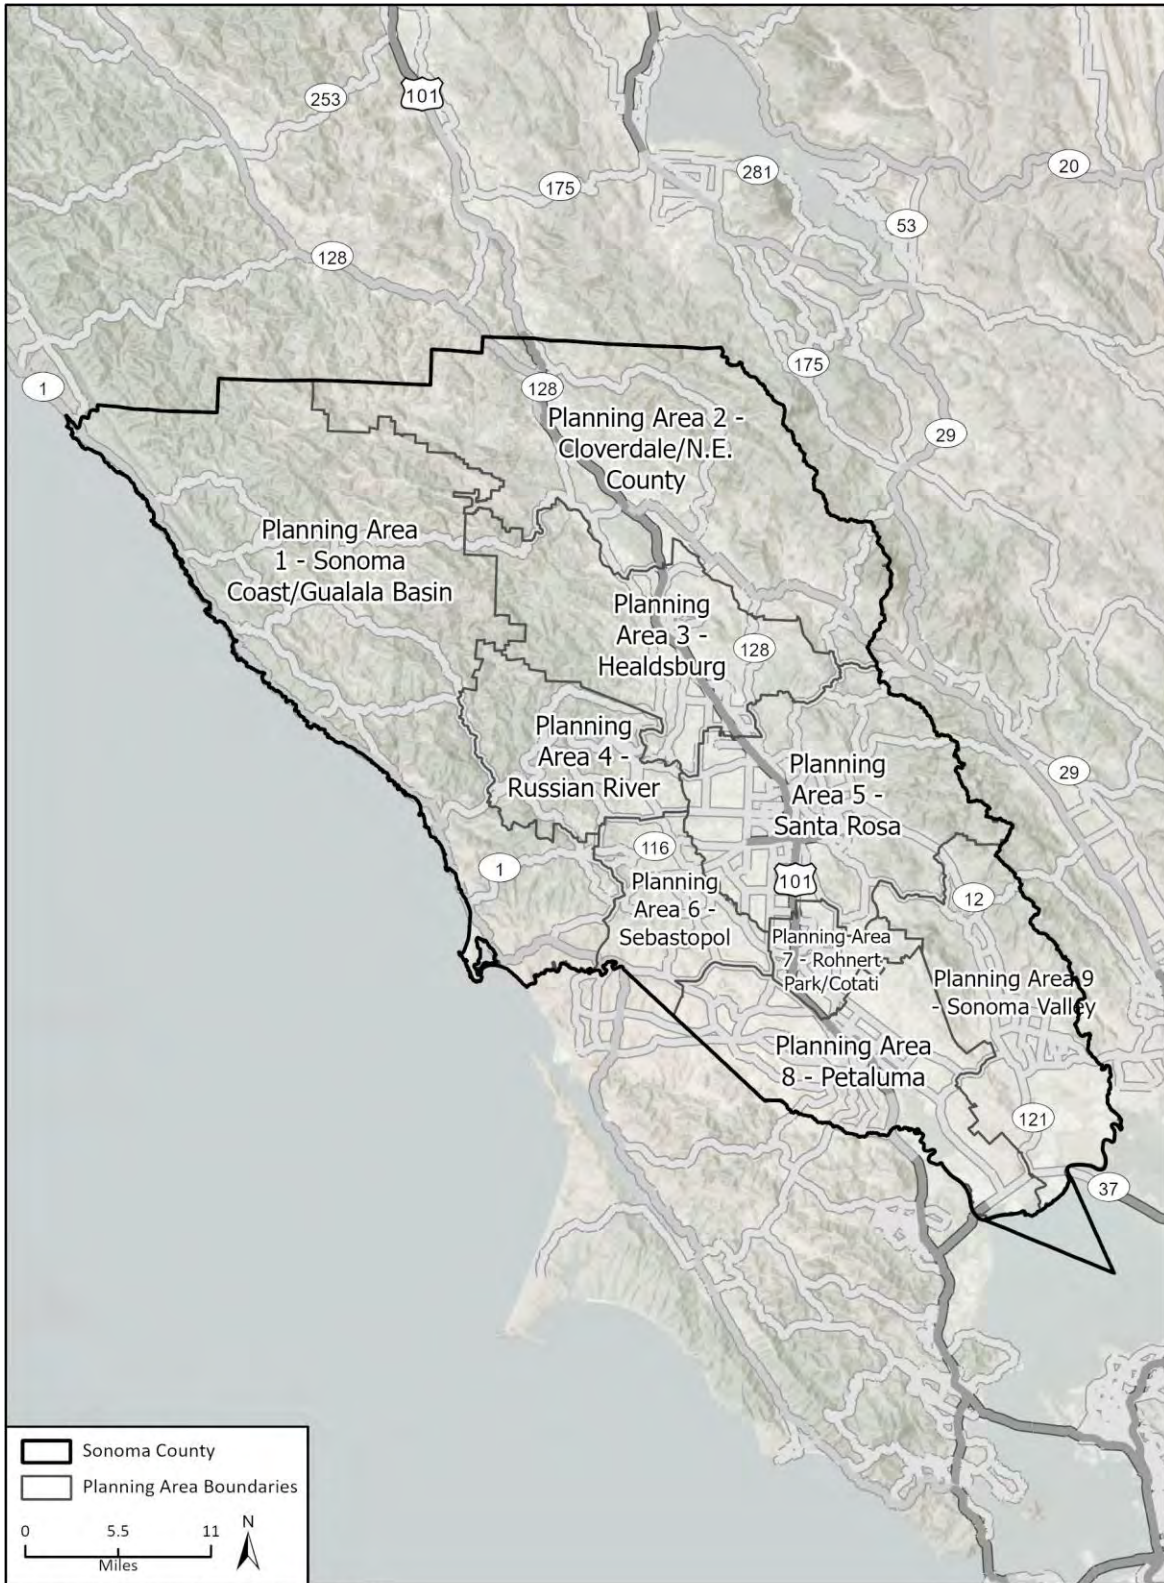 101
253
175
281
20
53
128
175
1
128
29
Planning Area 2 -
Cloverdale/N.E.
County
Planning Area
1 - Sonoma
Coast/Gualala Basin
Planning
Area 3 -
Healdsburg
128
Planning
Area 4 -
Russian River
Planning
Area 5 -
Santa Rosa
29
116
1
101
12
Planning
Area 6 -
Sebastopol
Planning Area
7 - Rohnert
Park/Cotati
Planning Area 9
- Sonoma Valley
Planning Area
8 - Petaluma
121
37
Sonoma County
Planning Area Boundaries
0 5.5 11
Miles
N